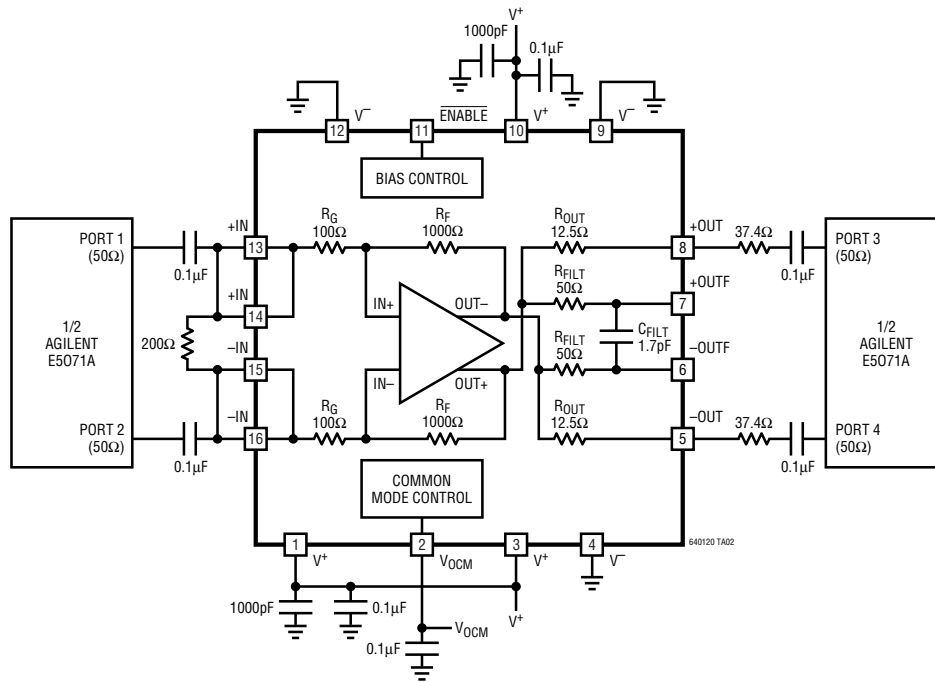 V+
1000pF
0.1µF
V–
ENABLE
V+
V–
12
11
10
9
BIAS CONTROL
1/2
AGILENT
E5071A
PORT 1
(50Ω)
0.1µF
+IN
13
+IN
14
200Ω
–IN
15
–IN
16
PORT 2
(50Ω)
0.1µF
RG
100Ω
RF
1000Ω
IN+
OUT–
IN–
OUT+
RG
100Ω
RF
1000Ω
ROUT
12.5Ω
RFILT
50Ω
CFILT
1.7pF
RFILT
50Ω
ROUT
12.5Ω
+OUT
8
+OUTF
7
–OUTF
6
–OUT
5
37.4Ω
0.1µF
37.4Ω
0.1µF
PORT 3
(50Ω)
1/2
AGILENT
E5071A
PORT 4
(50Ω)
COMMON
MODE CONTROL
640120 TA02
1
2
3
4
V+
VOCM
V+
V–
1000pF
0.1µF
V+
VOCM
0.1µF